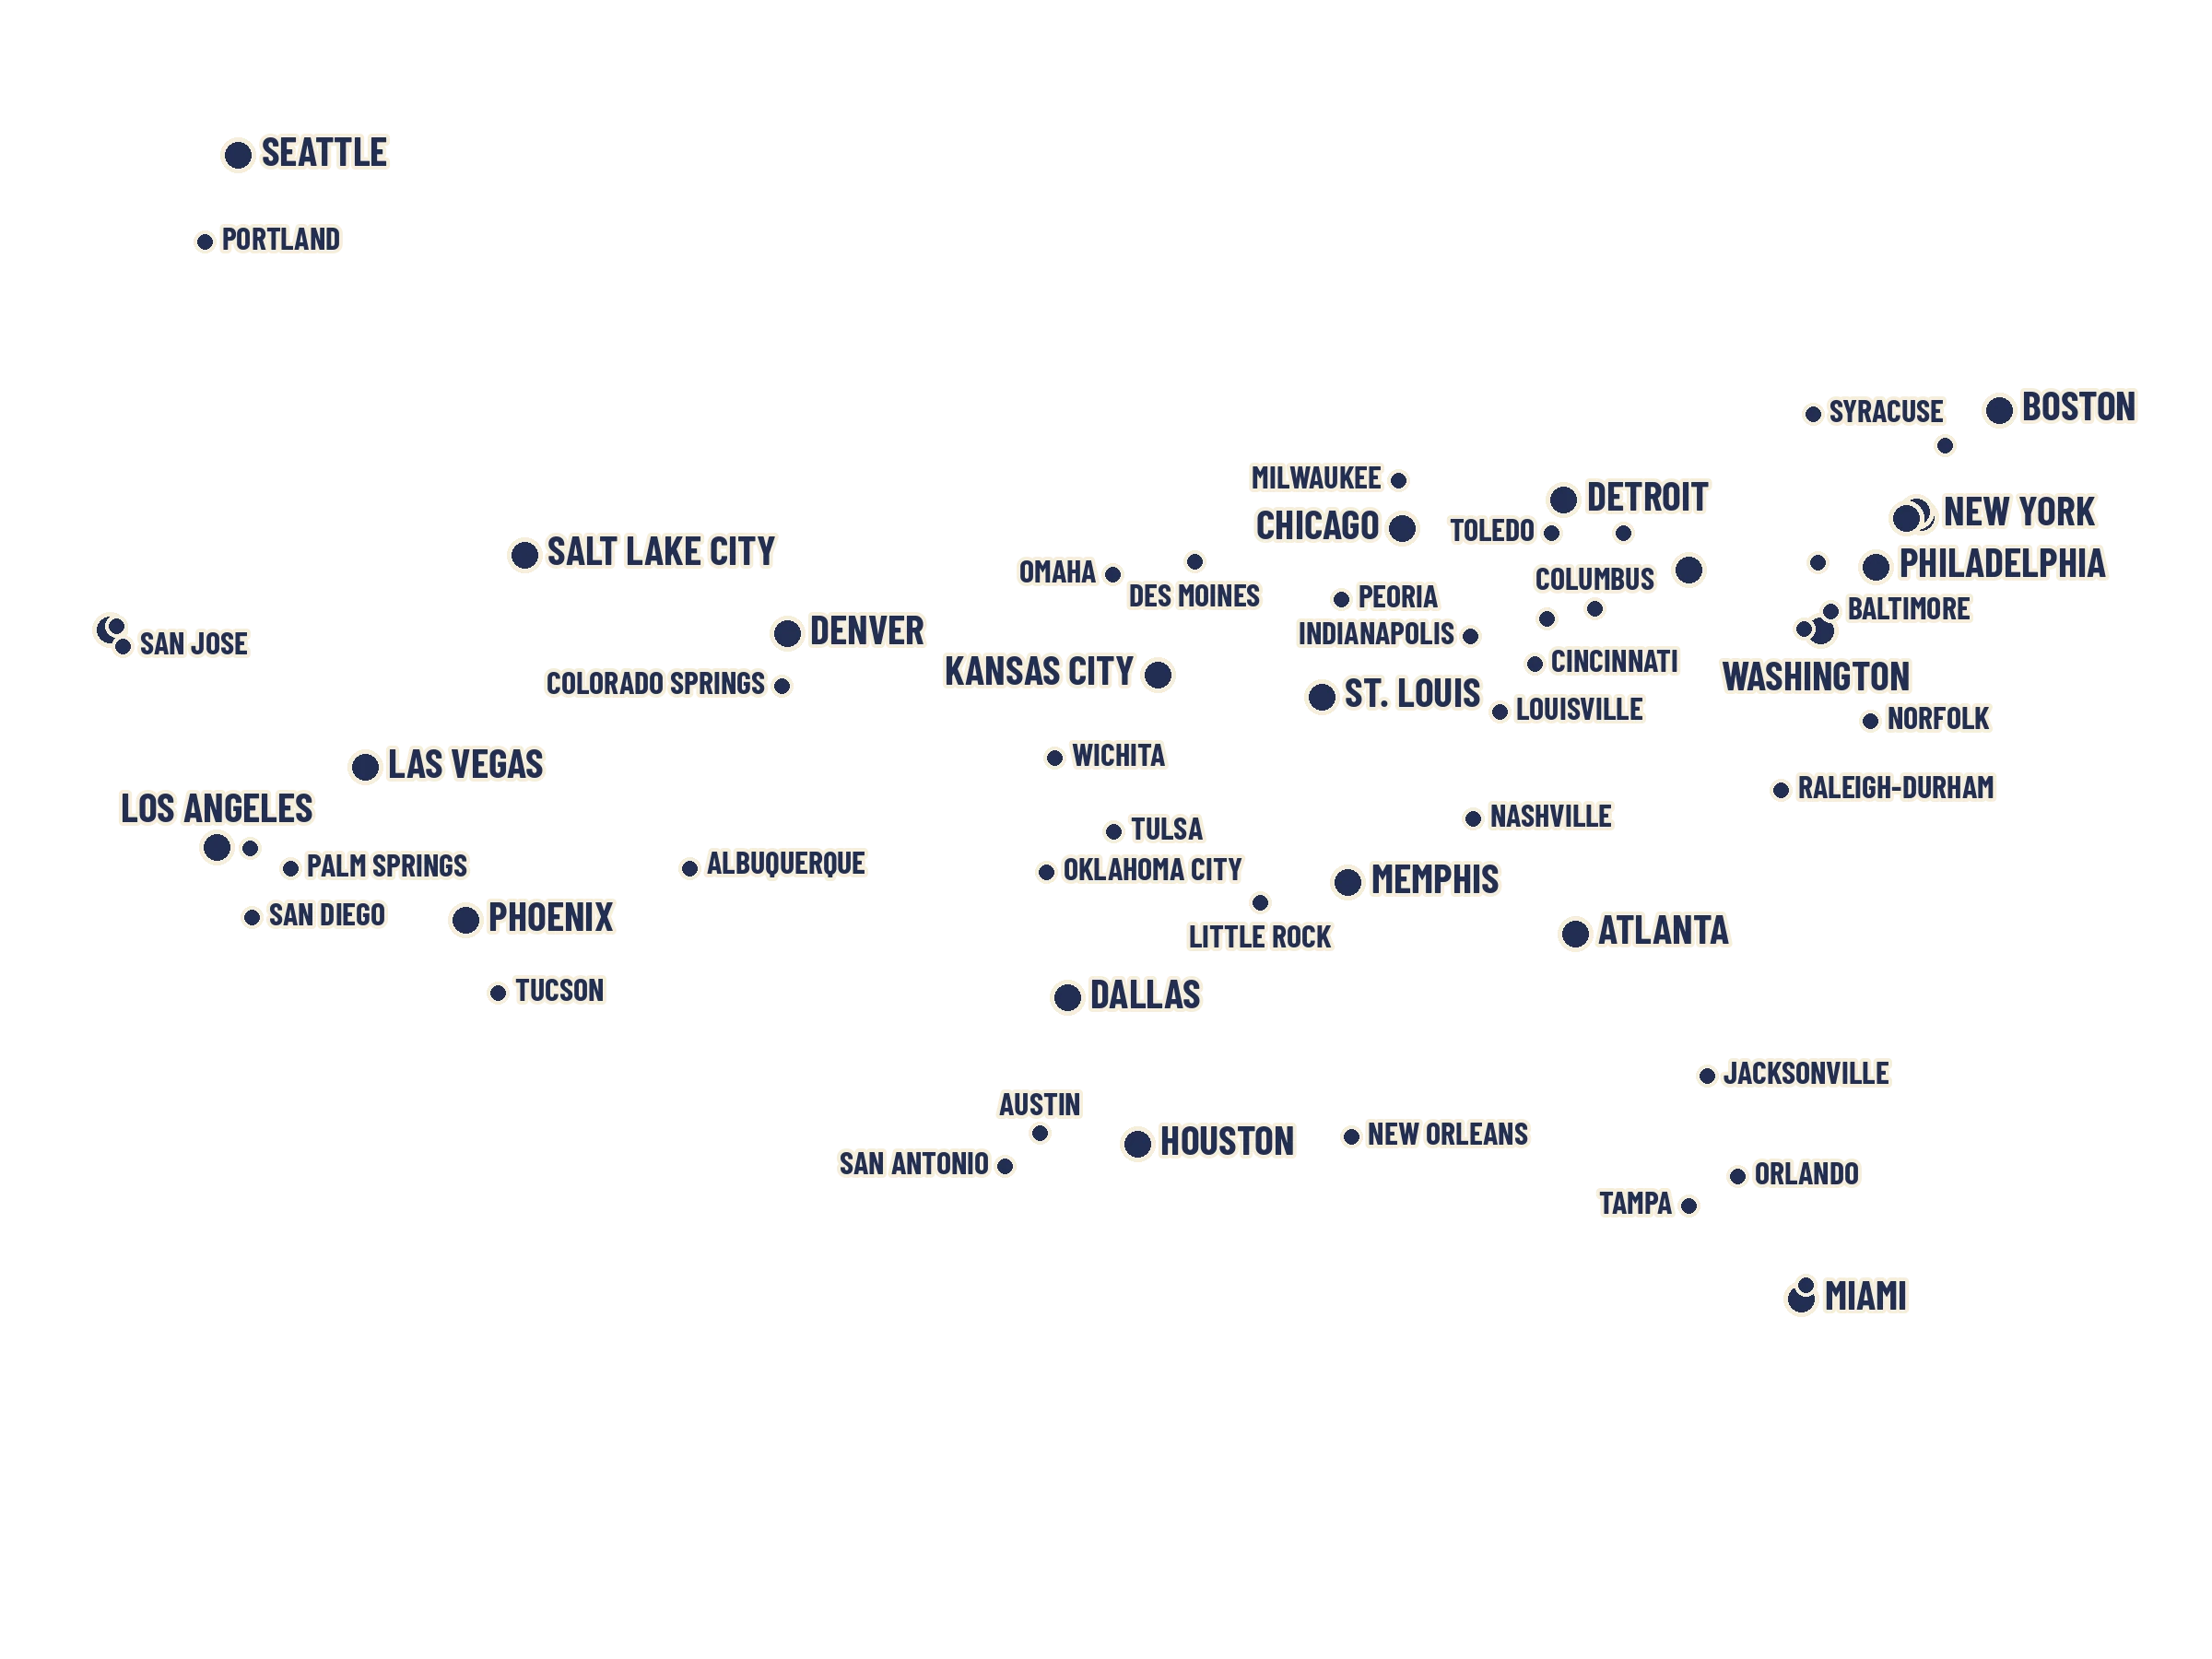 SEATTLE
PORTLAND
SYRACUSE
BOSTON
MILWAUKEE
DETROIT
NEW YORK
CHICAGO
TOLEDO
SALT LAKE CITY
PHILADELPHIA
OMAHA
COLUMBUS
DES MOINES
PEORIA
BALTIMORE
DENVER
INDIANAPOLIS
SAN JOSE
CINCINNATI
KANSAS CITY
WASHINGTON
COLORADO SPRINGS
ST. LOUIS
LOUISVILLE
NORFOLK
WICHITA
LAS VEGAS
RALEIGH-DURHAM
LOS ANGELES
NASHVILLE
TULSA
ALBUQUERQUE
PALM SPRINGS
OKLAHOMA CITY
MEMPHIS
SAN DIEGO
PHOENIX
ATLANTA
LITTLE ROCK
TUCSON
DALLAS
JACKSONVILLE
AUSTIN
NEW ORLEANS
HOUSTON
SAN ANTONIO
ORLANDO
TAMPA
MIAMI